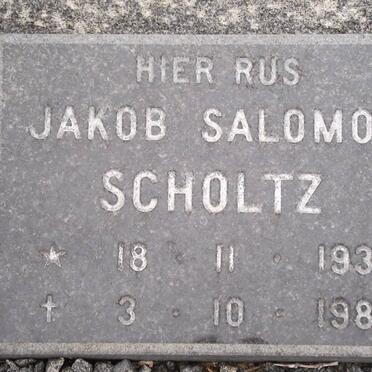 HIER RUS
JAKOB SALOMO
SCHOLTZ
★ 18 · 11 · 193
✝ 3 · 10 · 198